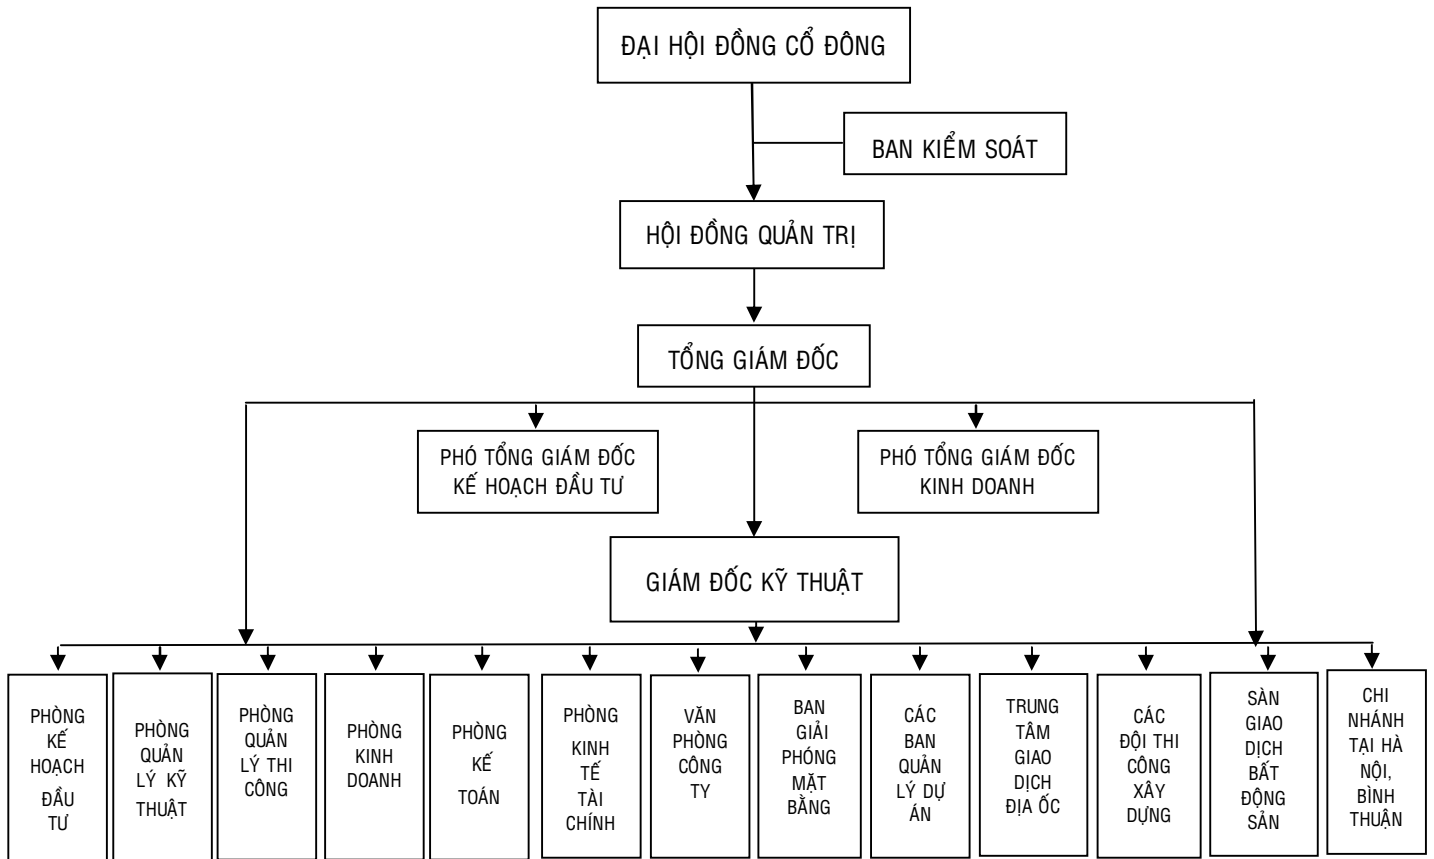 ĐẠI HỘI ĐỒNG CỔ ĐÔNG
BAN KIỂM SOÁT
HỘI ĐỒNG QUẢN TRỊ
TỔNG GIÁM ĐỐC
PHÓ TỔNG GIÁM ĐỐC
KẾ HOẠCH ĐẦU TƯ
PHÓ TỔNG GIÁM ĐỐC
KINH DOANH
GIÁM ĐỐC KỸ THUẬT
PHÒNG
KẾ
HOẠCH
ĐẦU
TƯ
PHÒNG
QUẢN
LÝ KỸ
THUẬT
PHÒNG
QUẢN
LÝ THI
CÔNG
PHÒNG
KINH
DOANH
PHÒNG
KẾ
TOÁN
PHÒNG
KINH
TẾ
TÀI
CHÍNH
VĂN
PHÒNG
CÔNG
TY
BAN
GIẢI
PHÓNG
MẶT
BẰNG
CÁC
BAN
QUẢN
LÝ DỰ
ÁN
TRUNG
TÂM
GIAO
DỊCH
ĐỊA ỐC
CÁC
ĐỘI THI
CÔNG
XÂY
DỰNG
SÀN
GIAO
DỊCH
BẤT
ĐỘNG
SẢN
CHI
NHÁNH
TẠI HÀ
NỘI,
BÌNH
THUẬN